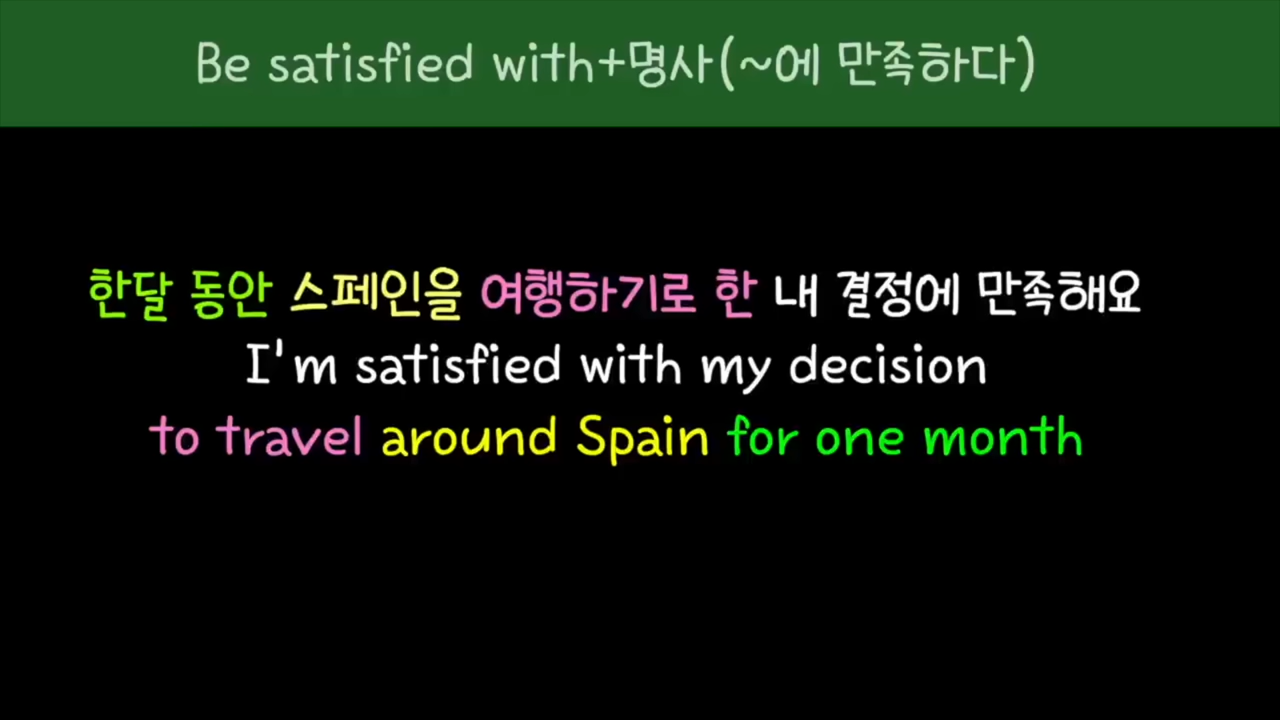 Be satisfied with+명사(~에 만족하다)
한달 동안 스페인을 여행하기로 한 내 결정에 만족해요
I'm satisfied with my decision
to travel around Spain for one month